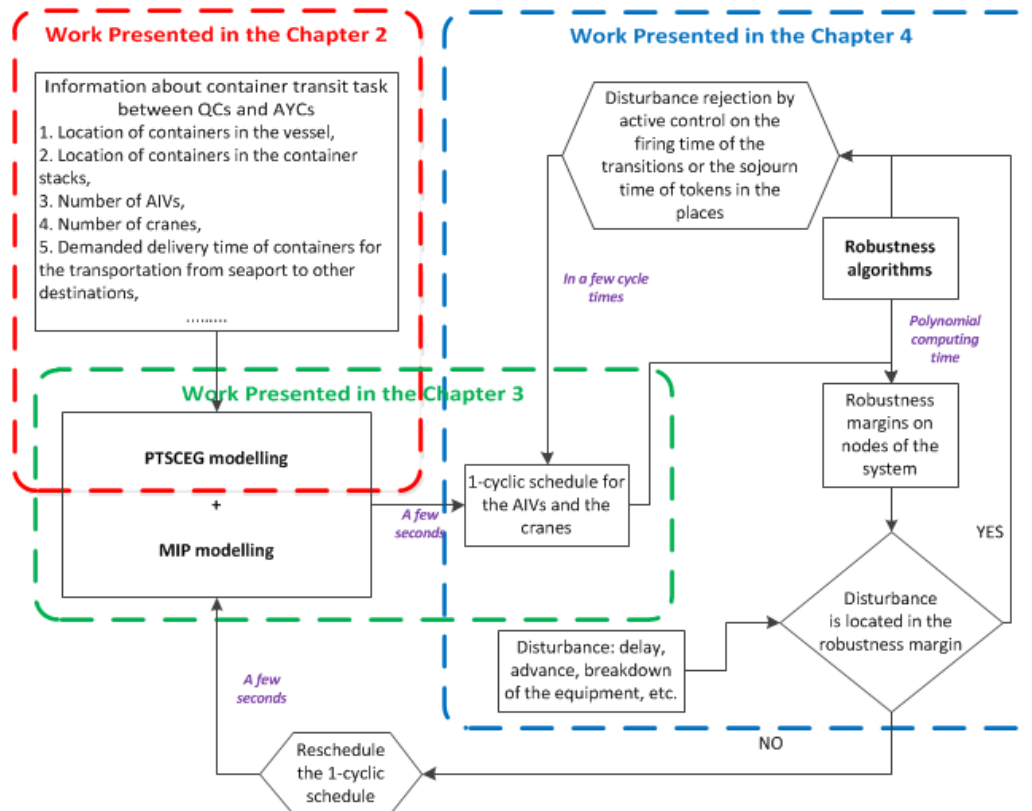 Work Presented in the Chapter 2
Information about container transit task
between QCs and AYCs
1. Location of containers in the vessel,
2. Location of containers in the container
stacks,
3. Number of AIVs,
4. Number of cranes,
5. Demanded delivery time of containers for
the transportation from seaport to other
destinations,
.........
Work Presented in the Chapter 4
Disturbance rejection by
active control on the
firing time of the
transitions or the sojourn
time of tokens in the
places
Robustness
algorithms
In a few cycle
times
Polynomial
computing
time
Work Presented in the Chapter 3
PTSCEG modelling
+
MIP modelling
A few
seconds
1-cyclic schedule for
the AIVs and the
cranes
Robustness
margins on
nodes of the
system
YES
Disturbance
is located in the
robustness margin
Disturbance: delay,
advance, breakdown
of the equipment, etc.
A few
seconds
NO
Reschedule
the 1-cyclic
schedule